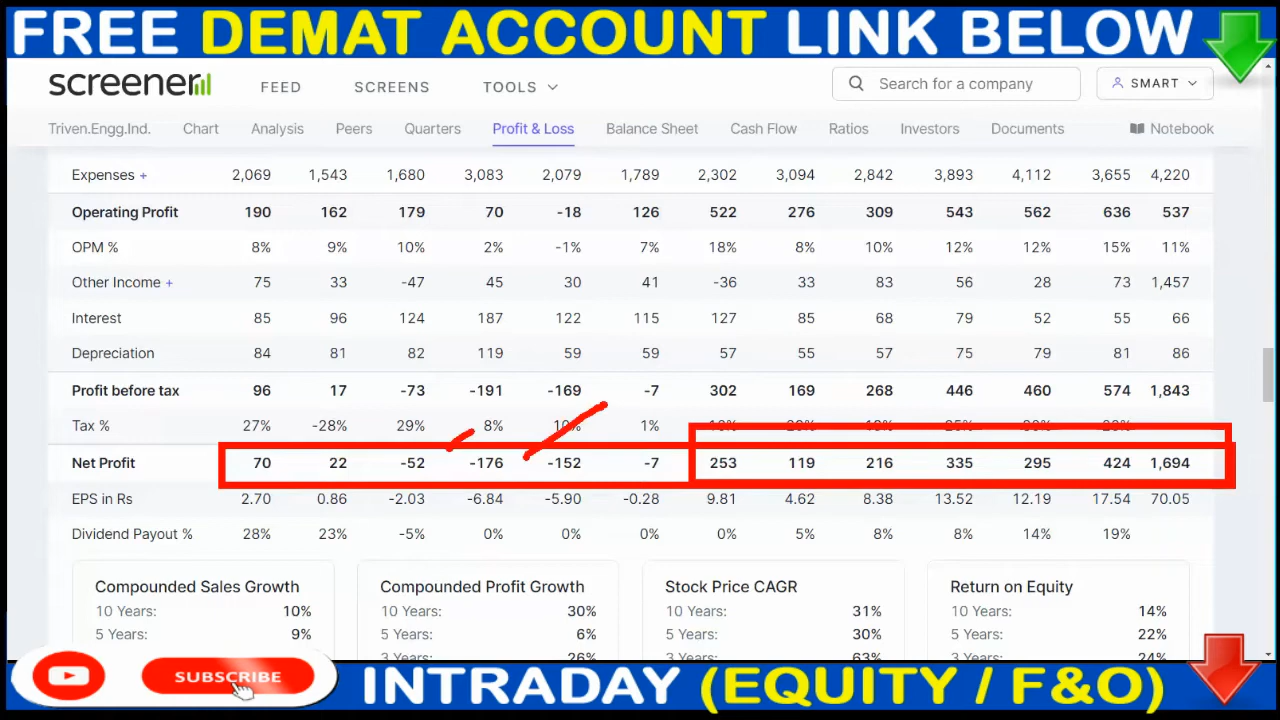 FREE DEMAT ACCOUNT LINK BELOW
screener FEED SCREENS TOOLS Search for a company SMART
Triven.Engg.Ind. Chart Analysis Peers Quarters Profit & Loss Balance Sheet Cash Flow Ratios Investors Documents Notebook
Expenses + 2,069 1,543 1,680 3,083 2,079 1,789 2,302 3,094 2,842 3,893 4,112 3,655 4,220
Operating Profit 190 162 179 70 -18 126 522 276 309 543 562 636 537
OPM % 8% 9% 10% 2% -1% 7% 18% 8% 10% 12% 12% 15% 11%
Other Income + 75 33 -47 45 30 41 -36 33 83 56 28 73 1,457
Interest 85 96 124 187 122 115 127 85 68 79 52 55 66
Depreciation 84 81 82 119 59 59 57 55 57 75 79 81 86
Profit before tax 96 17 -73 -191 -169 -7 302 169 268 446 460 574 1,843
Tax % 27% -28% 29% 8% 10% 1%
Net Profit 70 22 -52 -176 -152 -7 253 119 216 335 295 424 1,694
EPS in Rs 2.70 0.86 -2.03 -6.84 -5.90 -0.28 9.81 4.62 8.38 13.52 12.19 17.54 70.05
Dividend Payout % 28% 23% -5% 0% 0% 0% 0% 5% 8% 8% 14% 19%
Compounded Sales Growth Compounded Profit Growth Stock Price CAGR Return on Equity
10 Years: 10% 10 Years: 30% 10 Years: 31% 10 Years: 14%
5 Years: 9% 5 Years: 6% 5 Years: 30% 5 Years: 22%
3 Years: 26% 3 Years: 63% 3 Years: 24%
SUBSCRIBE INTRADAY (EQUITY / F&O)